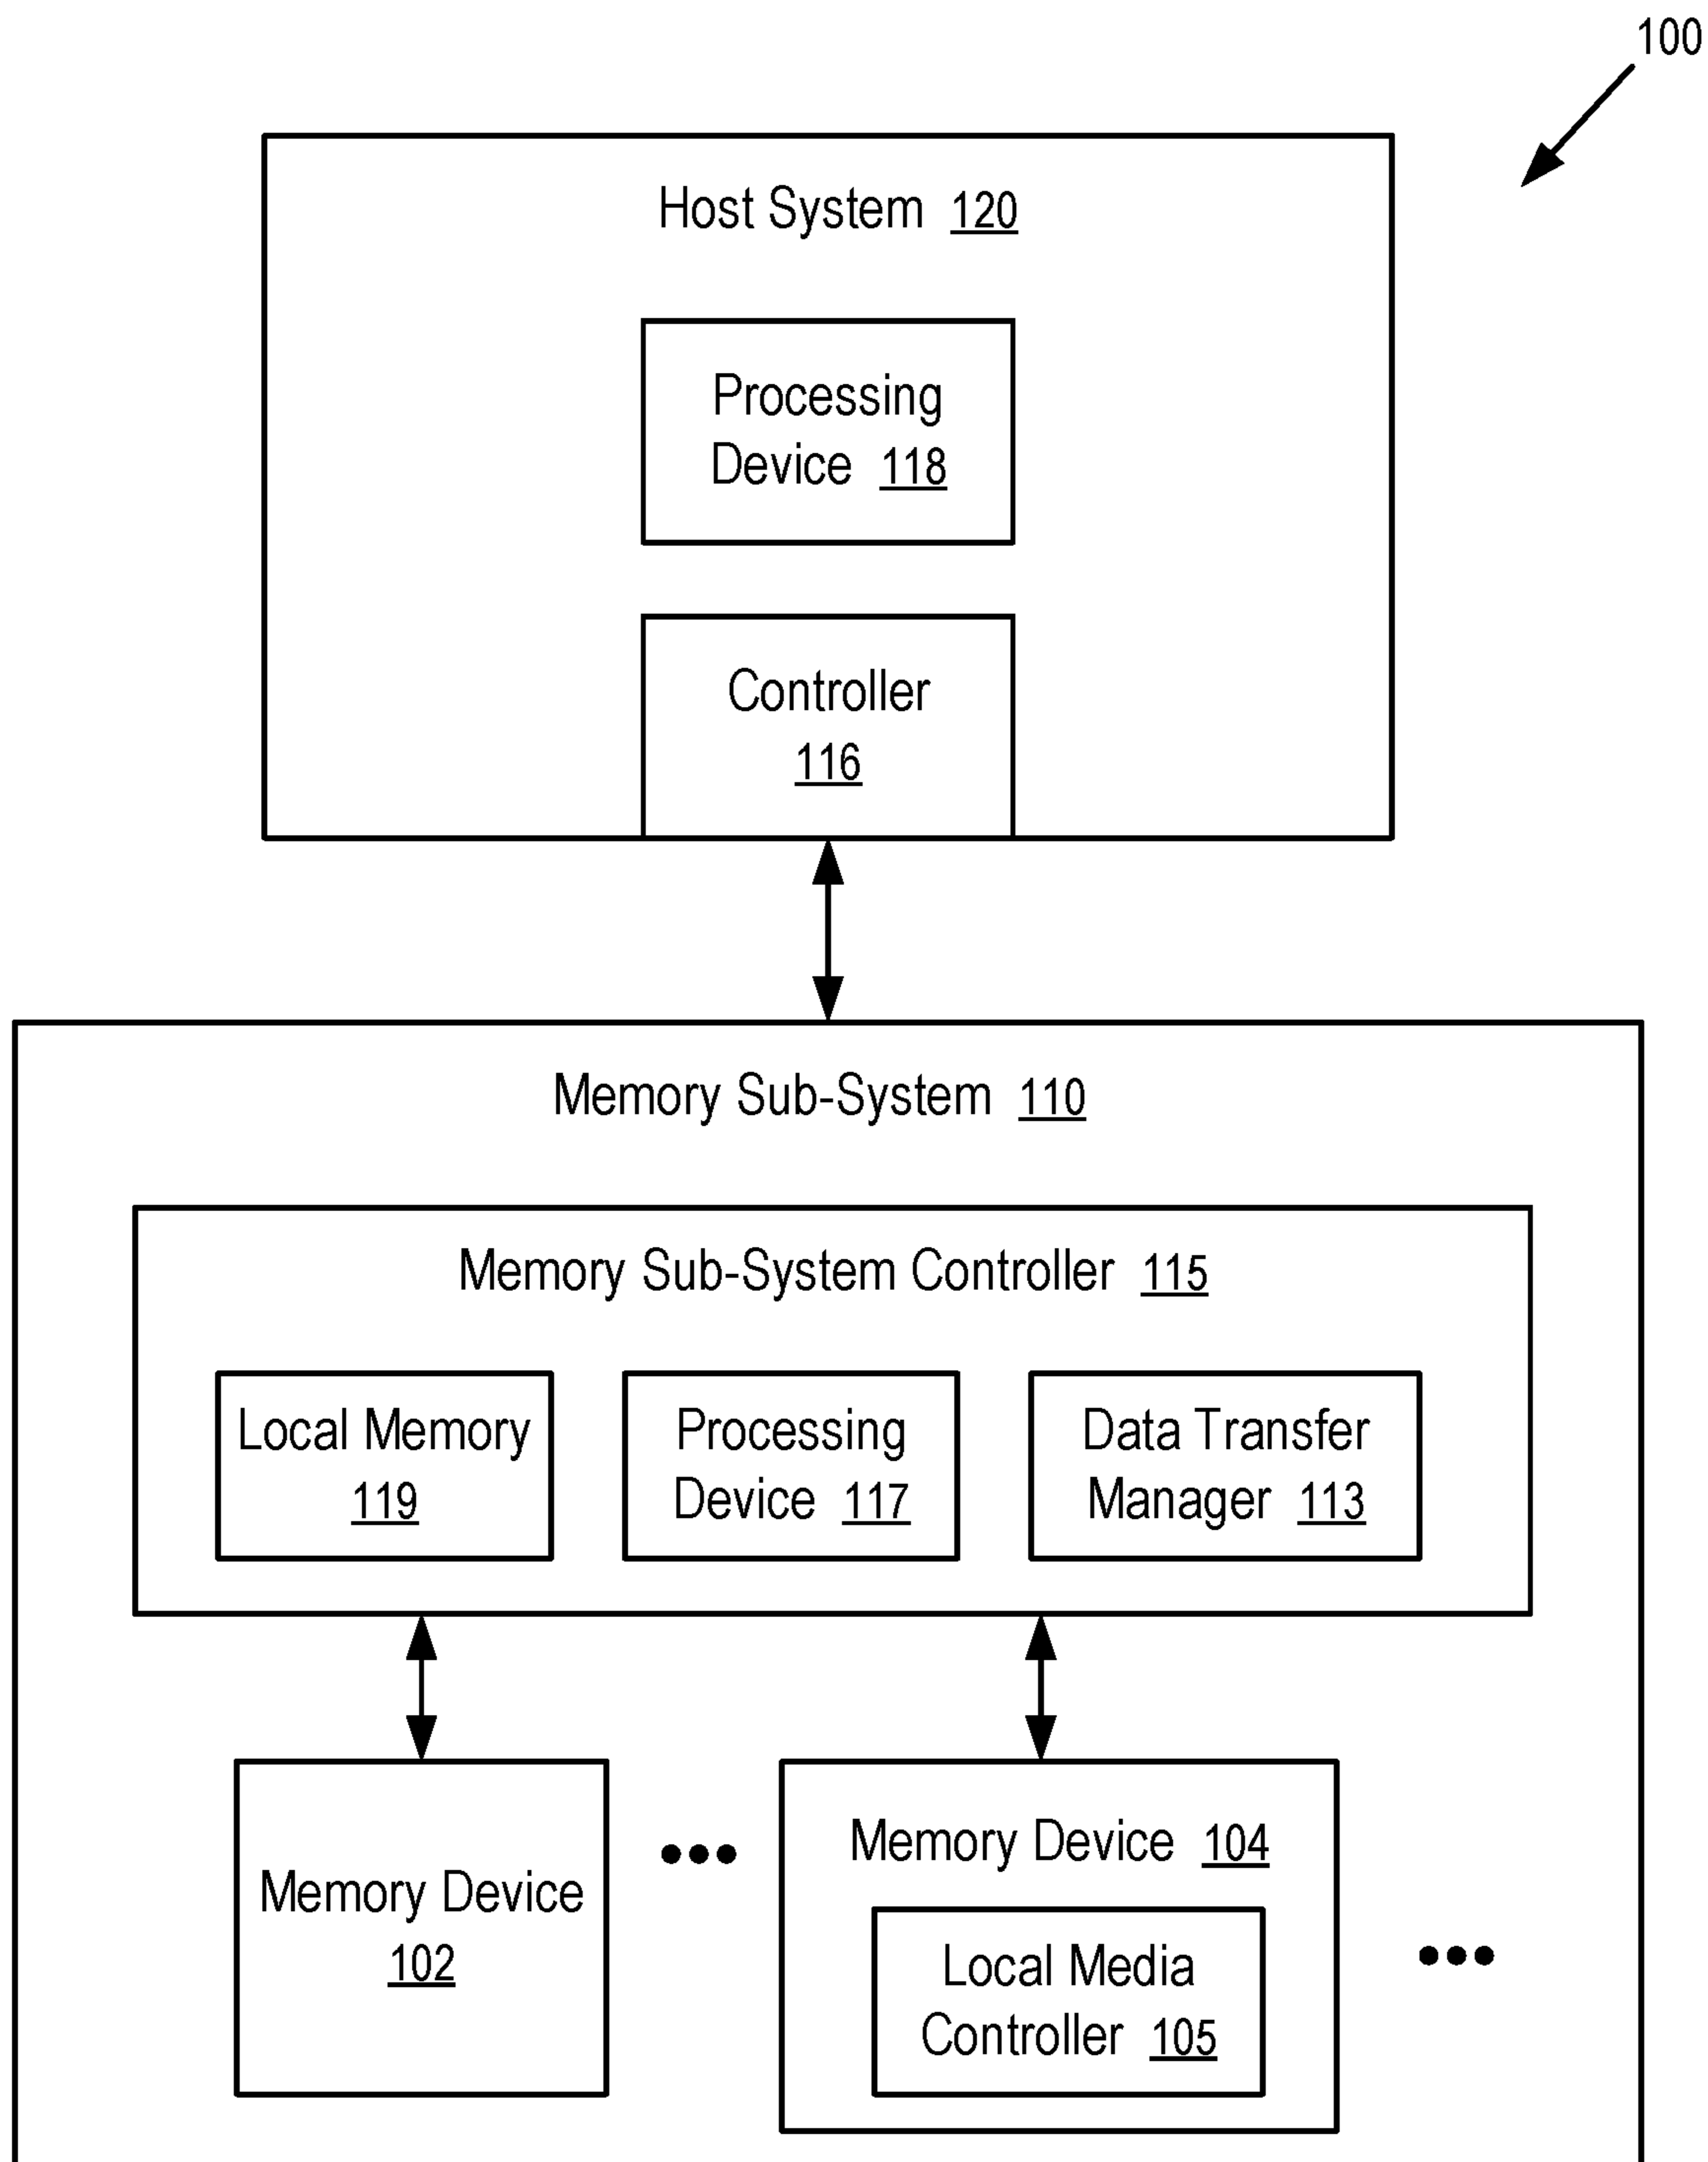 100
Host System 120
Processing
Device 118
Controller
116
Memory Sub-System 110
Memory Sub-System Controller 115
Local Memory
119
Processing
Device 117
Data Transfer
Manager 113
Memory Device
102
Memory Device 104
Local Media
Controller 105